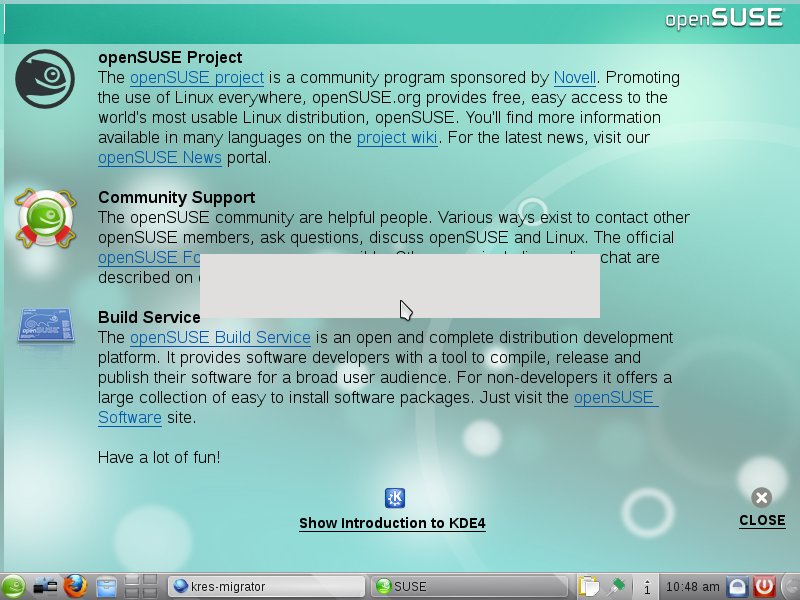 openSUSE
openSUSE Project
The openSUSE project is a community program sponsored by Novell. Promoting
the use of Linux everywhere, openSUSE.org provides free, easy access to the
world's most usable Linux distribution, openSUSE. You'll find more information
available in many languages on the project wiki. For the latest news, visit our
openSUSE News portal.
Community Support
The openSUSE community are helpful people. Various ways exist to contact other
openSUSE members, ask questions, discuss openSUSE and Linux. The official
openSUSE Fo chat are
described on
Build Service
The openSUSE Build Service is an open and complete distribution development
platform. It provides software developers with a tool to compile, release and
publish their software for a broad user audience. For non-developers it offers a
large collection of easy to install software packages. Just visit the openSUSE
Software site.
Have a lot of fun!
Show Introduction to KDE4
CLOSE
kres-migrator
SUSE
1
10:48 am